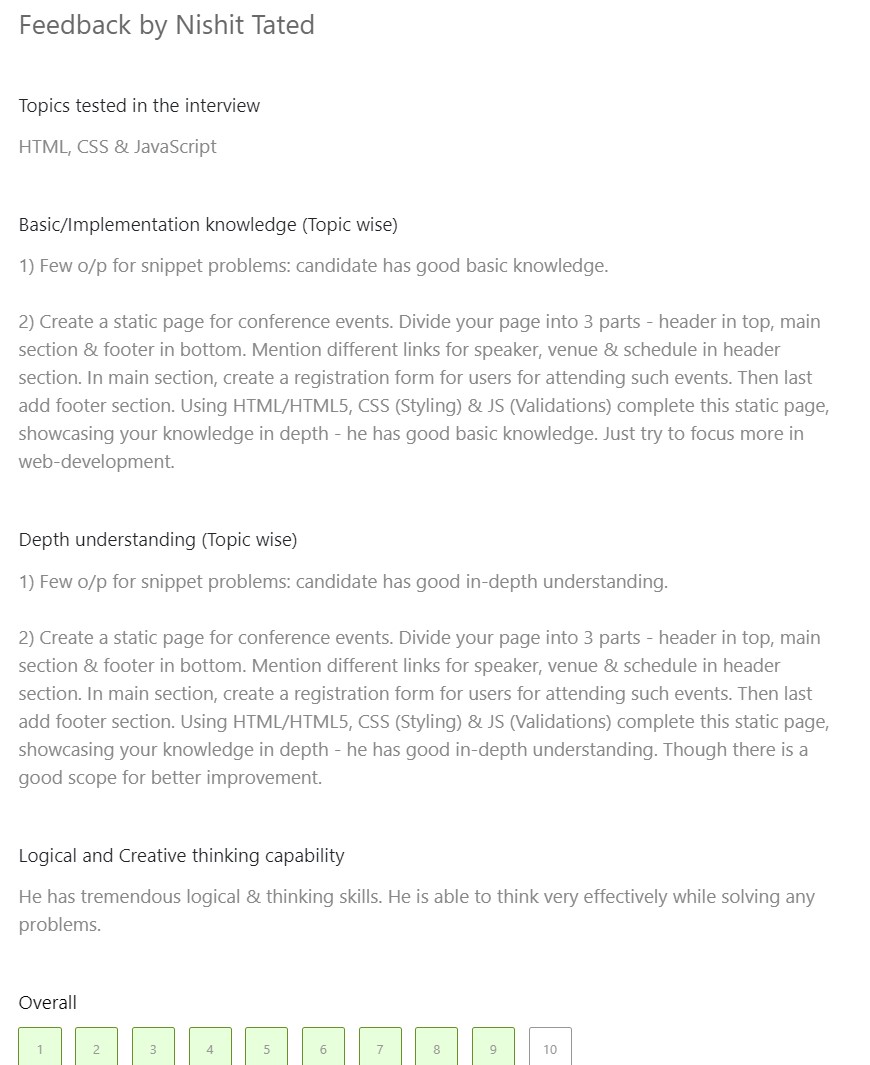 Feedback by Nishit Tated
Topics tested in the interview
HTML, CSS & JavaScript
Basic/Implementation knowledge (Topic wise)
1) Few o/p for snippet problems: candidate has good basic knowledge.
2) Create a static page for conference events. Divide your page into 3 parts - header in top, main
section & footer in bottom. Mention different links for speaker, venue & schedule in header
section. In main section, create a registration form for users for attending such events. Then last
add footer section. Using HTML/HTML5, CSS (Styling) & JS (Validations) complete this static page,
showcasing your knowledge in depth - he has good basic knowledge. Just try to focus more in
web-development.
Depth understanding (Topic wise)
1) Few o/p for snippet problems: candidate has good in-depth understanding.
2) Create a static page for conference events. Divide your page into 3 parts - header in top, main
section & footer in bottom. Mention different links for speaker, venue & schedule in header
section. In main section, create a registration form for users for attending such events. Then last
add footer section. Using HTML/HTML5, CSS (Styling) & JS (Validations) complete this static page,
showcasing your knowledge in depth - he has good in-depth understanding. Though there is a
good scope for better improvement.
Logical and Creative thinking capability
He has tremendous logical & thinking skills. He is able to think very effectively while solving any
problems.
Overall
1 2 3 4 5 6 7 8 9 10